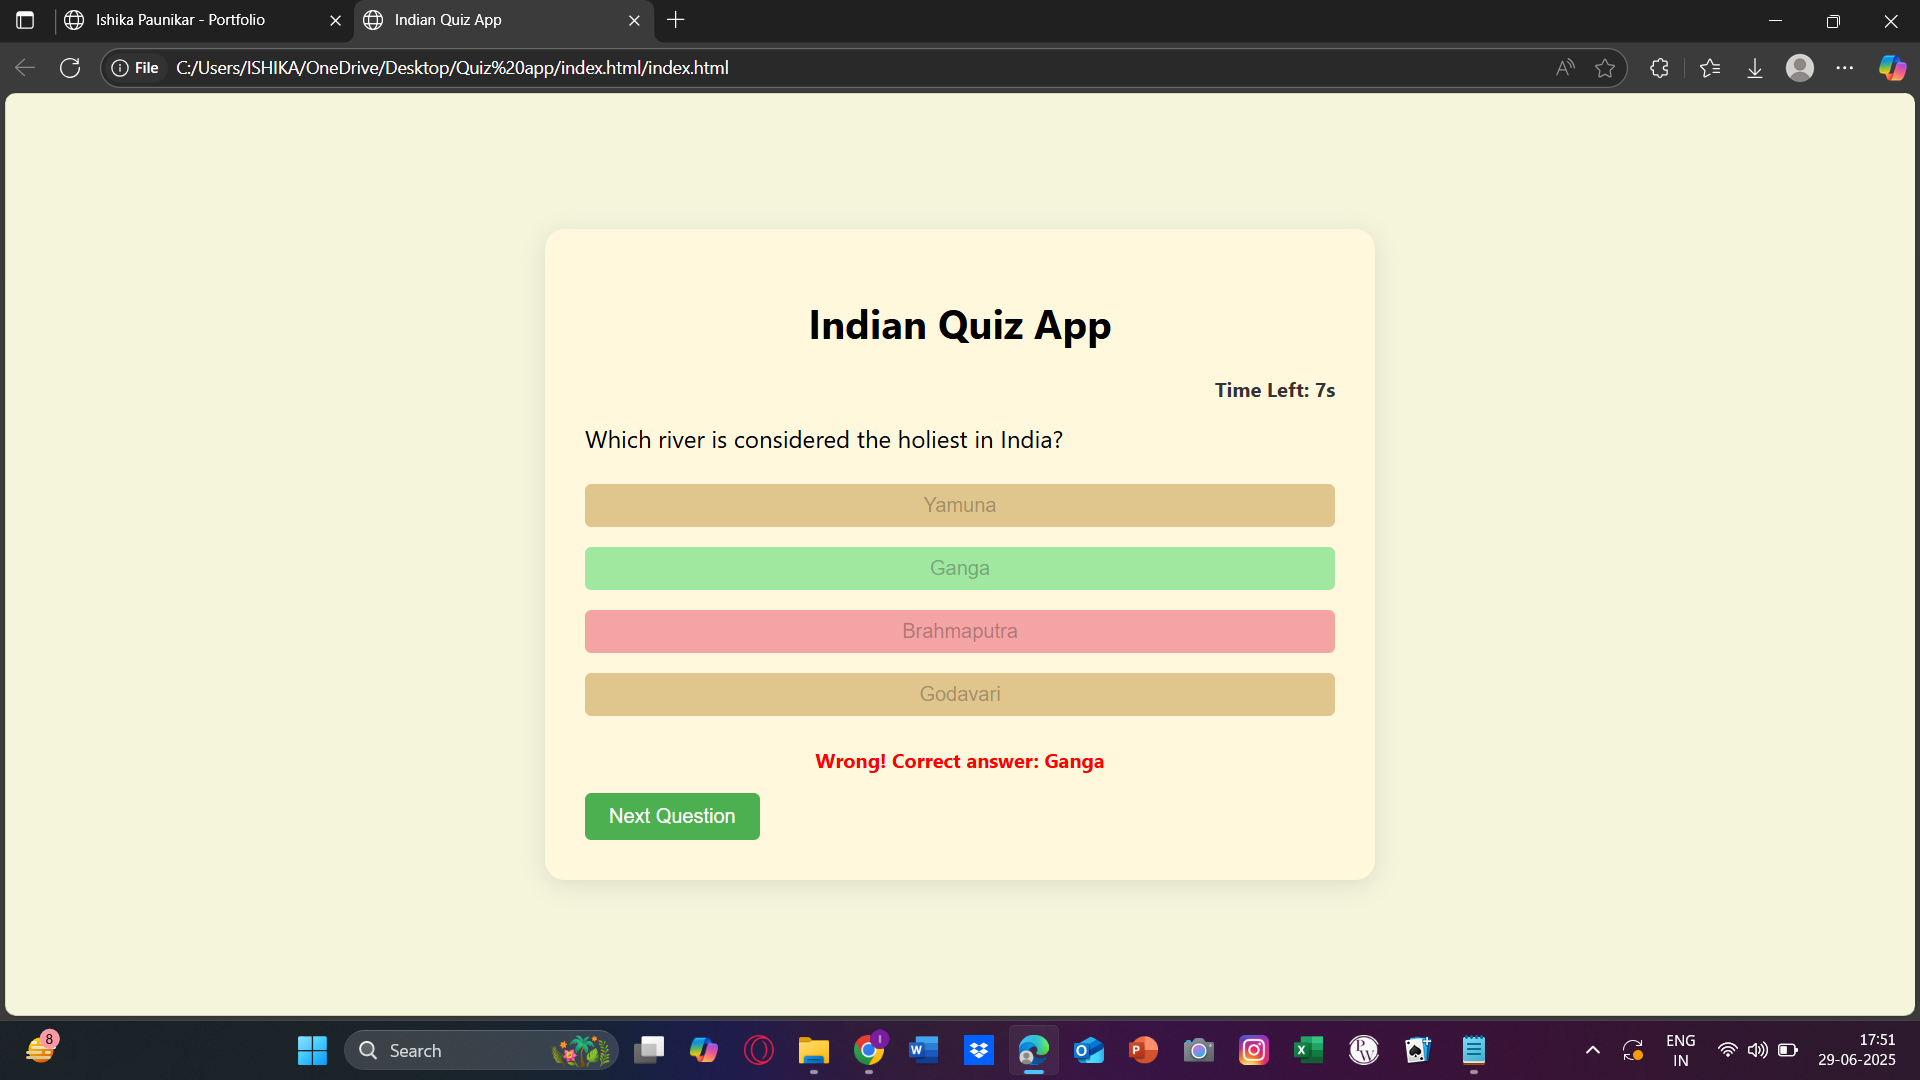 Ishika Paunikar - Portfolio
Indian Quiz App
File
C:/Users/ISHIKA/OneDrive/Desktop/Quiz%20app/index.html/index.html
Indian Quiz App
Time Left: 7s
Which river is considered the holiest in India?
Yamuna
Ganga
Brahmaputra
Godavari
Wrong! Correct answer: Ganga
Next Question
8
Search
ENG
IN
17:51
29-06-2025